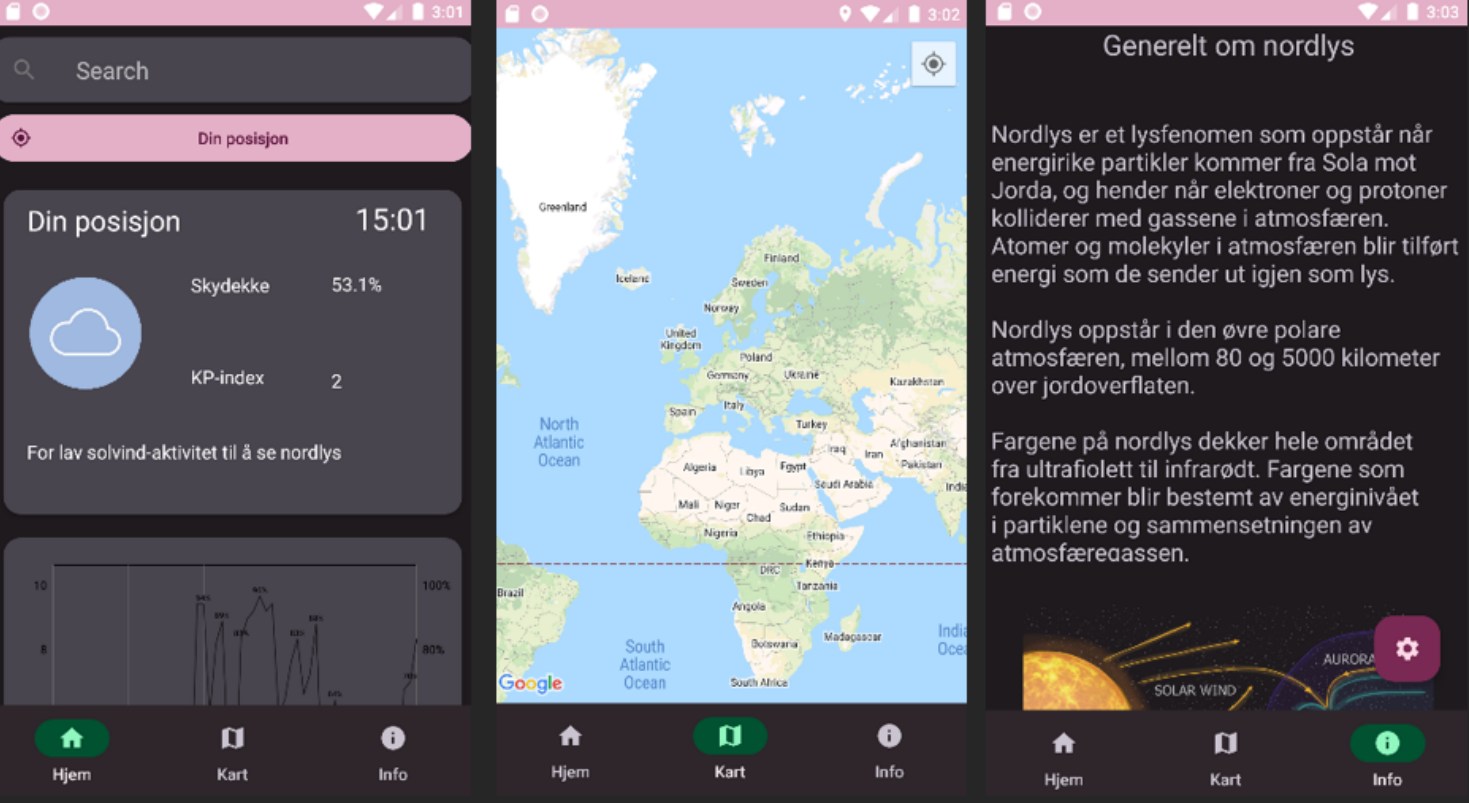 3:01
Search
Din posisjon
Din posisjon
15:01
Skydekke
53.1%
KP-index
2
For lav solvind-aktivitet til å se nordlys
10
100%
8
80%
Hjem
Kart
Info
3:02
Greenland
Iceland
Finland
Sweden
Norway
United
Kingdom
Poland
Germany
Ukraine
Kazakhstan
Spain
Italy
Turkey
North
Atlantic
Ocean
Afghanistan
Iraq
Iran
Pakistan
Algeria
Libya
Egypt
Saudi Arabia
India
Mali
Niger
Sudan
Chad
Nigeria
Ethiopia
DRC
Kenya
Brazil
Tanzania
Angola
Botswana
Madagascar
South
Atlantic
Ocean
India
Ocea
South Africa
Google
Hjem
Kart
Info
3:03
Generelt om nordlys
Nordlys er et lysfenomen som oppstår når
energirike partikler kommer fra Sola mot
Jorda, og hender når elektroner og protoner
kolliderer med gassene i atmosfæren.
Atomer og molekyler i atmosfæren blir tilført
energi som de sender ut igjen som lys.
Nordlys oppstår i den øvre polare
atmosfæren, mellom 80 og 5000 kilometer
over jordoverflaten.
Fargene på nordlys dekker hele området
fra ultrafiolett til infrarødt. Fargene som
forekommer blir bestemt av energinivået
i partiklene og sammensetningen av
atmosfæregassen.
AURORA
SOLAR WIND
Hjem
Kart
Info